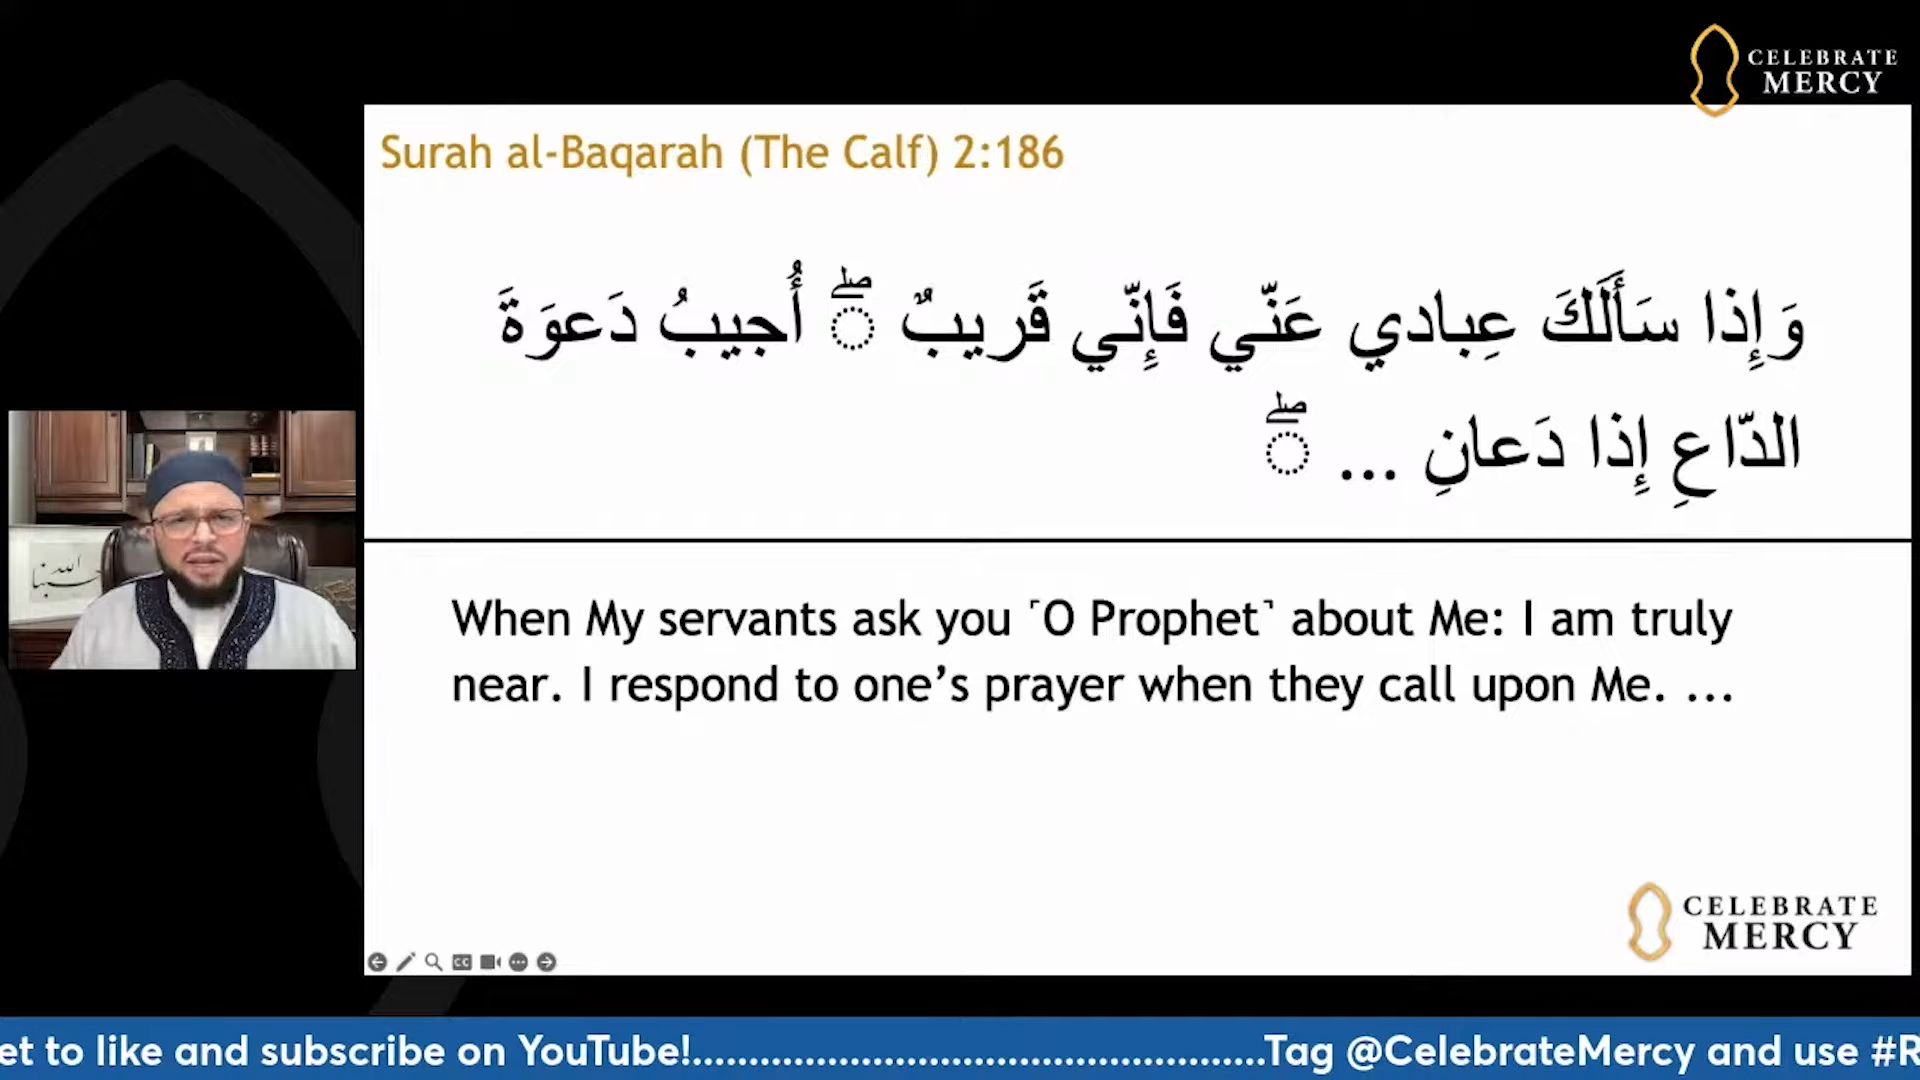 CELEBRATE
MERCY
Surah al-Baqarah (The Calf) 2:186
وَإِذا سَأَلَكَ عِبادي عَنّي فَإِنّي قَريبٌ ۖ أُجيبُ دَعوَةَ
الدّاعِ إِذا دَعانِ ... ۖ
When My servants ask you ˹O Prophet˺ about Me: I am truly
near. I respond to one’s prayer when they call upon Me. ...
CELEBRATE
MERCY
et to like and subscribe on YouTube!...................................................Tag @CelebrateMercy and use #R